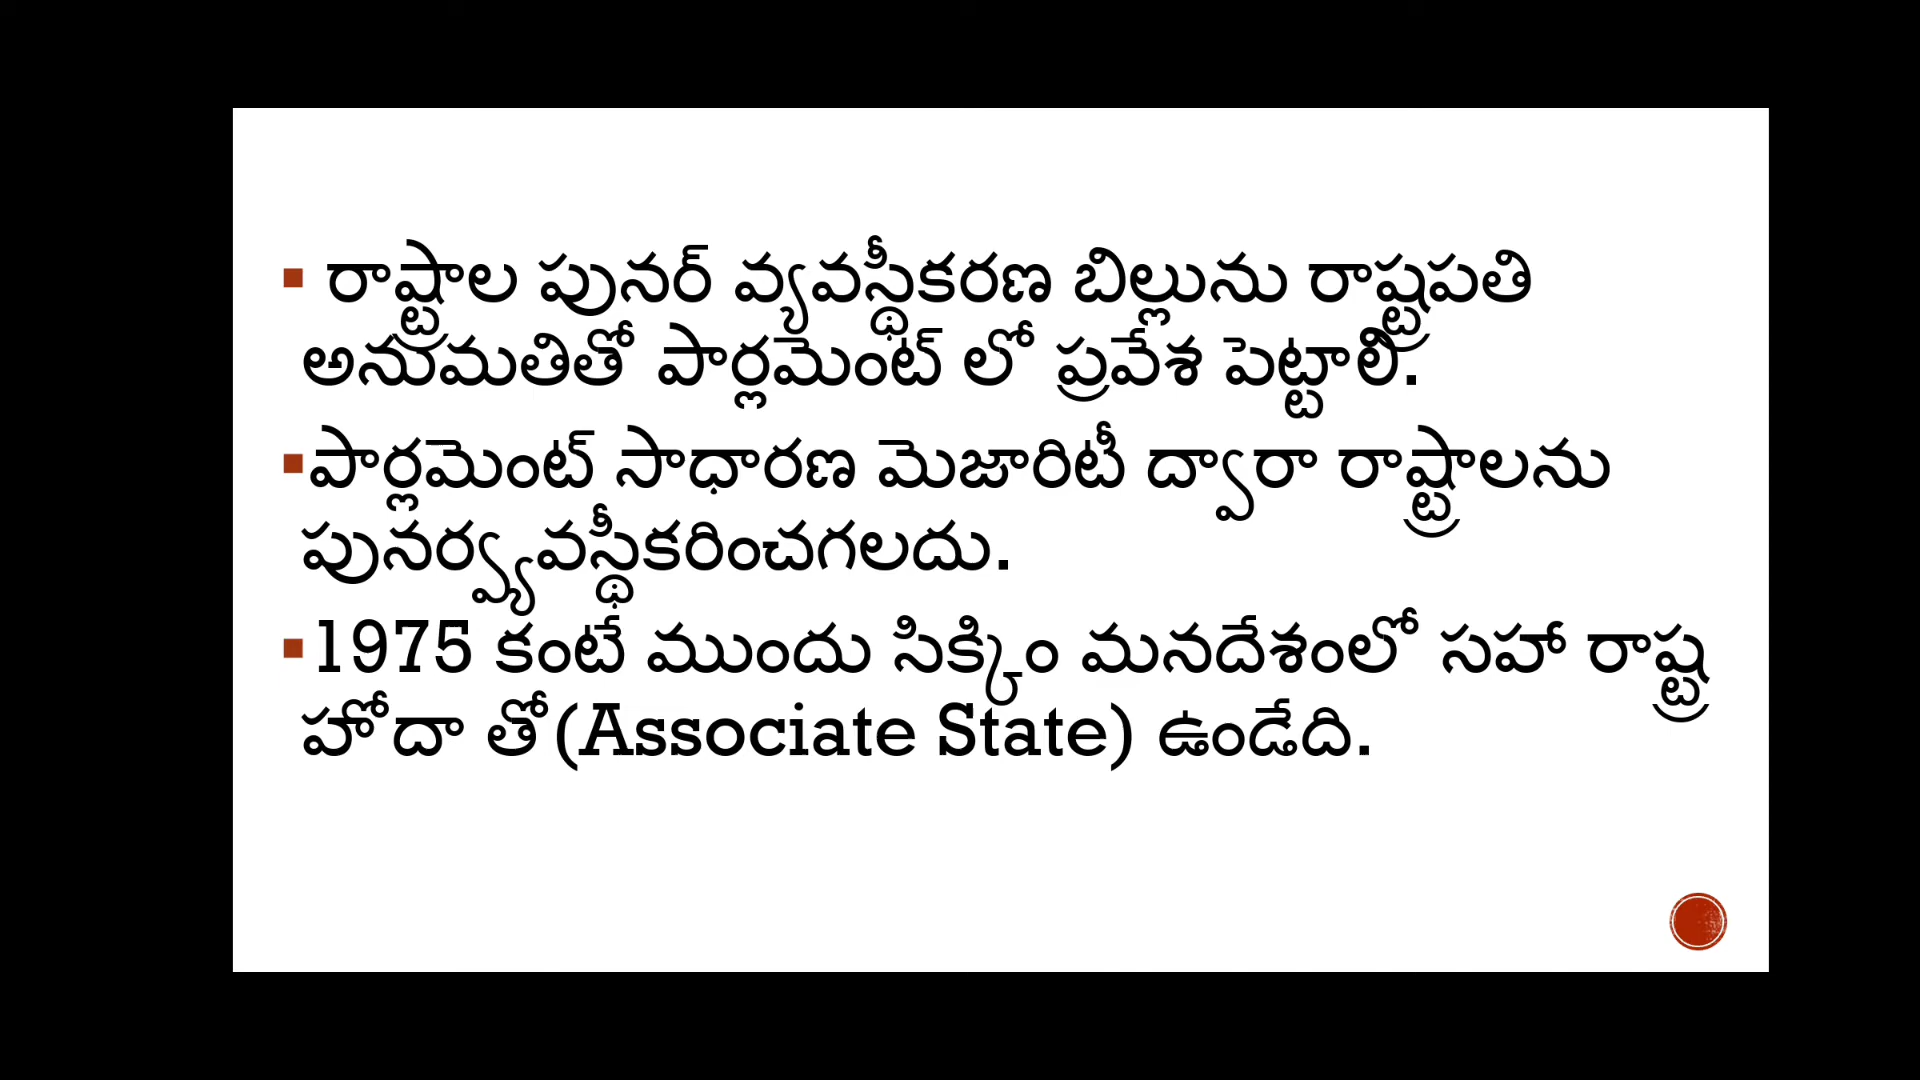 రాష్ట్రాల పునర్ వ్యవస్థీకరణ బిల్లును రాష్ట్రపతి
అనుమతితో పార్లమెంట్ లో ప్రవేశ పెట్టాలి.
పార్లమెంట్ సాధారణ మెజారిటీ ద్వారా రాష్ట్రాలను
పునర్వ్యవస్థీకరించగలదు.
1975 కంటే ముందు సిక్కిం మనదేశంలో సహా రాష్ట్ర
హోదా తో(Associate State) ఉండేది.